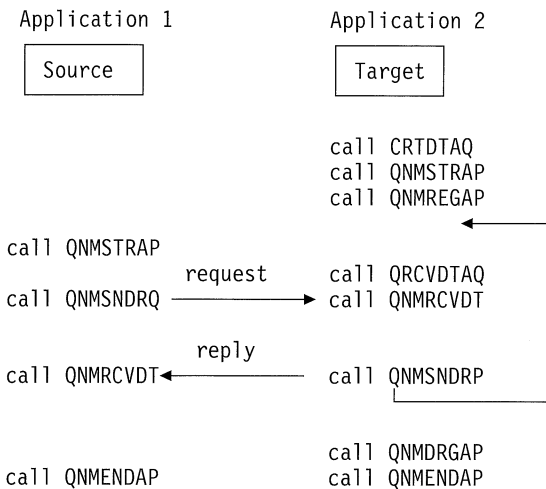 Application 1
Application 2
Source
Target
call CRTDTAQ
call QNMSTRAP
call QNMREGAP
call QNMSTRAP
request
call QRCVDTAQ
call QNMSNDRQ
call QNMRCVDT
reply
call QNMRCVDT
call QNMSNDRP
call QNMDRGAP
call QNMENDAP
call QNMENDAP